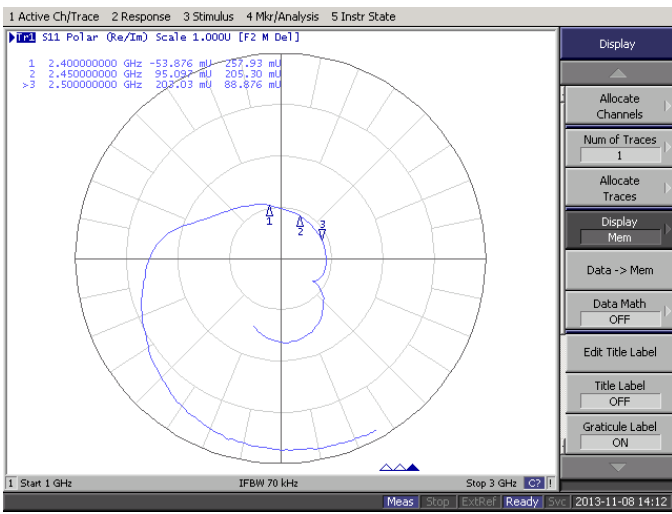 1 Active Ch/Trace 2 Response 3 Stimulus 4 Mkr/Analysis 5 Instr State
Tr1 S11 Polar (Re/Im) Scale 1.000U [F2 M Del]
1 2.400000000 GHz -53.876 mU 257.93 mU
2 2.450000000 GHz 95.097 mU 205.30 mU
>3 2.500000000 GHz 203.03 mU 88.876 mU
1
2
3
1 Start 1 GHz IFBW 70 kHz Stop 3 GHz C? !
Display
Allocate
Channels
Num of Traces
1
Allocate
Traces
Display
Mem
Data -> Mem
Data Math
OFF
Edit Title Label
Title Label
OFF
Graticule Label
ON
Meas Stop ExtRef Ready Svc 2013-11-08 14:12